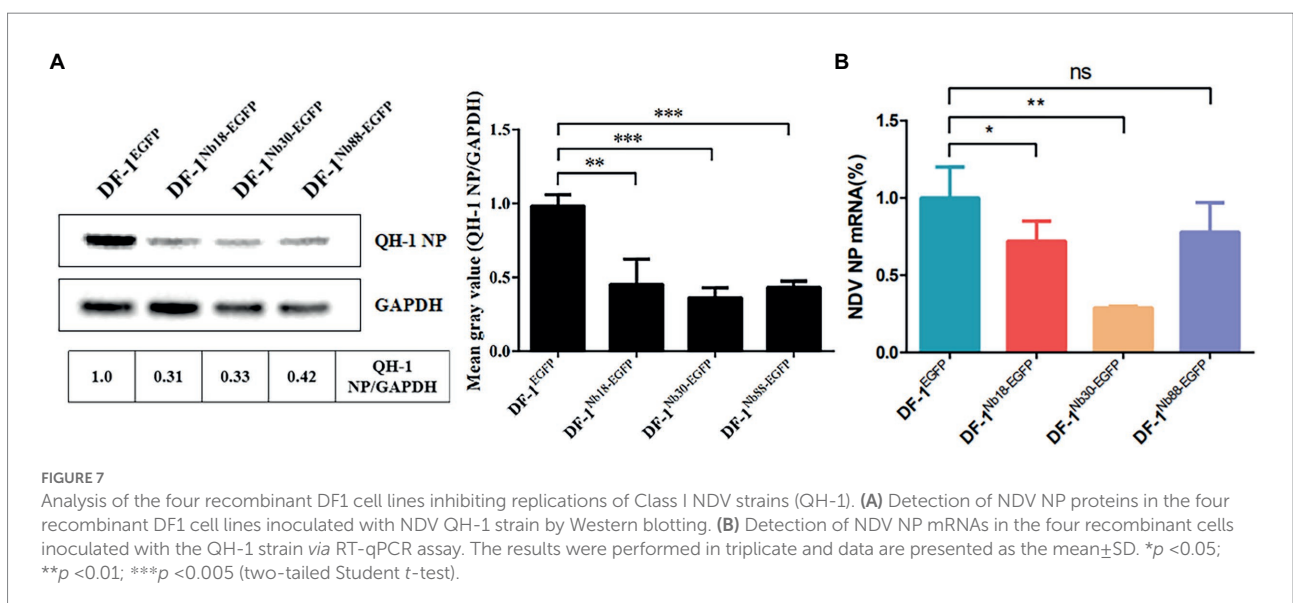 A
DF-1EGFP
DF-1Nb18-EGFP
DF-1Nb30-EGFP
DF-1Nb88-EGFP
QH-1 NP
GAPDH
1.0 0.31 0.33 0.42 QH-1 NP/GAPDH
Mean gray value (QH-1 NP/GAPDH)
1.5
1.0
0.5
0.0
***
***
**
DF-1EGFP
DF-1Nb18-EGFP
DF-1Nb30-EGFP
DF-1Nb88-EGFP
B
NDV NP mRNA(%)
1.5
1.0
0.5
0.0
ns
**
*
DF-1EGFP
DF-1Nb18-EGFP
DF-1Nb30-EGFP
DF-1Nb88-EGFP
FIGURE 7
Analysis of the four recombinant DF1 cell lines inhibiting replications of Class I NDV strains (QH-1). (A) Detection of NDV NP proteins in the four
recombinant DF1 cell lines inoculated with NDV QH-1 strain by Western blotting. (B) Detection of NDV NP mRNAs in the four recombinant cells
inoculated with the QH-1 strain via RT-qPCR assay. The results were performed in triplicate and data are presented as the mean±SD. *p <0.05;
**p <0.01; ***p <0.005 (two-tailed Student t-test).